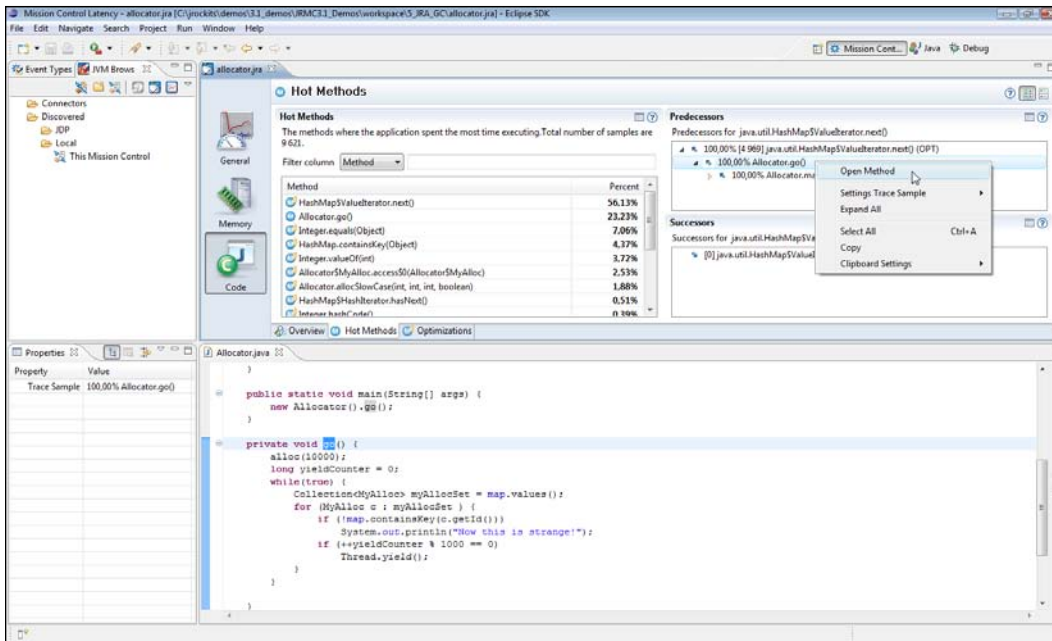 Mission Control Latency - allocator.jra [C:\jrockits\demos\3.1_demos\JRMC3.1_Demos\workspace\5_JRA_GC\allocator.jra] - Eclipse SDK
File Edit Navigate Search Project Run Window Help
Mission Cont... Java Debug
Event Types JVM Brows
allocator.jra
Connectors
Discovered
JDP
Local
This Mission Control
General
Memory
Code
Hot Methods
Hot Methods
The methods where the application spent the most time executing.Total number of samples are
9 621.
Filter column Method
Method Percent
HashMap$ValueIterator.next() 56,13%
Allocator.go() 23,23%
Integer.equals(Object) 7,06%
HashMap.containsKey(Object) 4,37%
Integer.valueOf(int) 3,72%
Allocator$MyAlloc.access$0(Allocator$MyAlloc) 2,53%
Allocator.allocSlowCase(int, int, int, boolean) 1,88%
HashMap$HashIterator.hasNext() 0,51%
Integer.hashCode() 0,39%
Overview Hot Methods Optimizations
Predecessors
Predecessors for java.util.HashMap$ValueIterator.next()
100,00% [4 969] java.util.HashMap$ValueIterator.next() (OPT)
100,00% Allocator.go()
100,00% Allocator.ma
Successors
Successors for java.util.HashMap$Va
[0] java.util.HashMap$ValueI
Open Method
Settings Trace Sample
Expand All
Select All Ctrl+A
Copy
Clipboard Settings
Properties
Property Value
Trace Sample 100,00% Allocator.go()
Allocator.java
}
public static void main(String[] args) {
new Allocator().go();
}
private void go() {
alloc(10000);
long yieldCounter = 0;
while(true) {
Collection<MyAlloc> myAllocSet = map.values();
for (MyAlloc c : myAllocSet ) {
if (!map.containsKey(c.getId()))
System.out.println("Now this is strange!");
if (++yieldCounter % 1000 == 0)
Thread.yield();
}
}
}